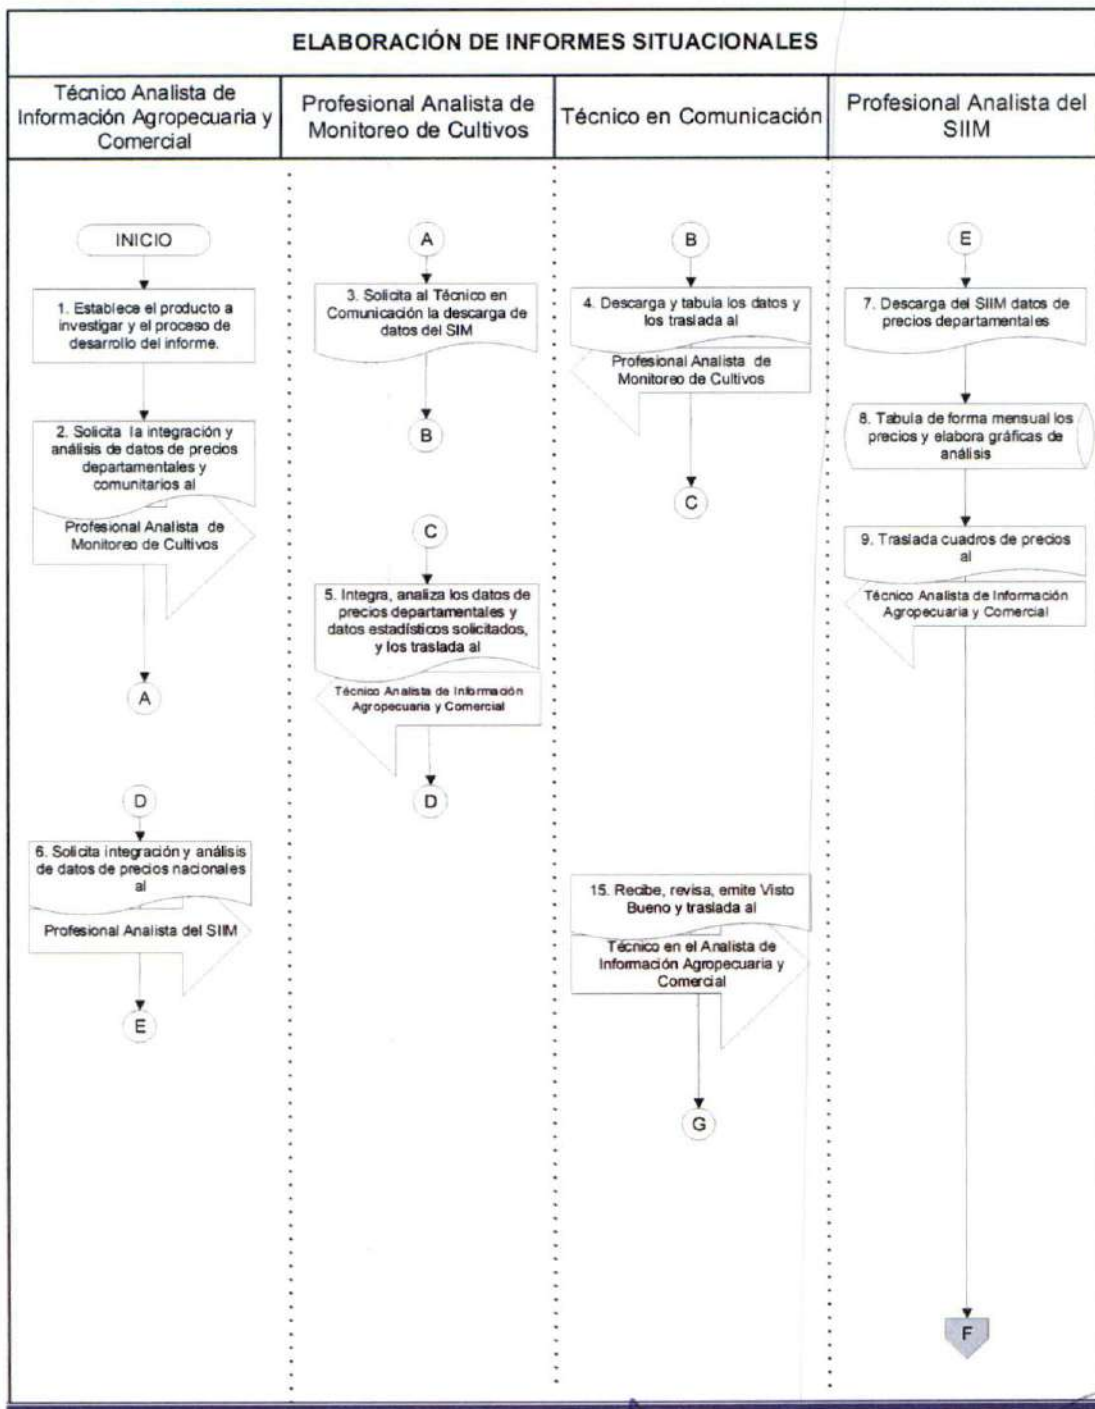 ELABORACIÓN DE INFORMES SITUACIONALES
Técnico Analista de
Información Agropecuaria y
Comercial
Profesional Analista de
Monitoreo de Cultivos
Técnico en Comunicación
Profesional Analista del
SIIM
INICIO
1. Establece el producto a
investigar y el proceso de
desarrollo del informe.
2. Solicita la integración y
análisis de datos de precios
departamentales y
comunitarios al
Profesional Analista de
Monitoreo de Cultivos
A
D
6. Solicita integración y análisis
de datos de precios nacionales
al
Profesional Analista del SIIM
E
A
3. Solicita al Técnico en
Comunicación la descarga de
datos del SIM
B
C
5. Integra, analiza los datos de
precios departamentales y
datos estadísticos solicitados,
y los traslada al
Técnico Analista de Información
Agropecuaria y Comercial
D
B
4. Descarga y tabula los datos y
los traslada al
Profesional Analista de
Monitoreo de Cultivos
C
15. Recibe, revisa, emite Visto
Bueno y traslada al
Técnico en el Analista de
Información Agropecuaria y
Comercial
G
E
7. Descarga del SIIM datos de
precios departamentales
8. Tabula de forma mensual los
precios y elabora gráficas de
análisis
9. Traslada cuadros de precios
al
Técnico Analista de Información
Agropecuaria y Comercial
F